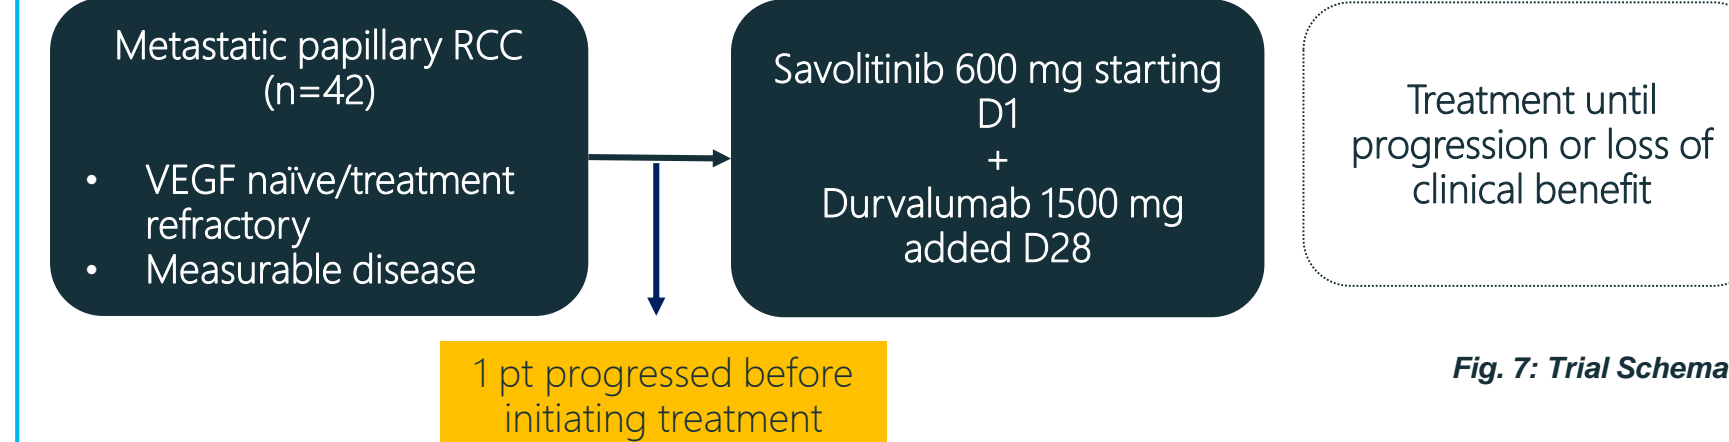 Metastatic papillary RCC
(n=42)
• VEGF naïve/treatment
refractory
• Measurable disease
Savolitinib 600 mg starting
D1
+
Durvalumab 1500 mg
added D28
Treatment until
progression or loss of
clinical benefit
1 pt progressed before
initiating treatment
Fig. 7: Trial Schema